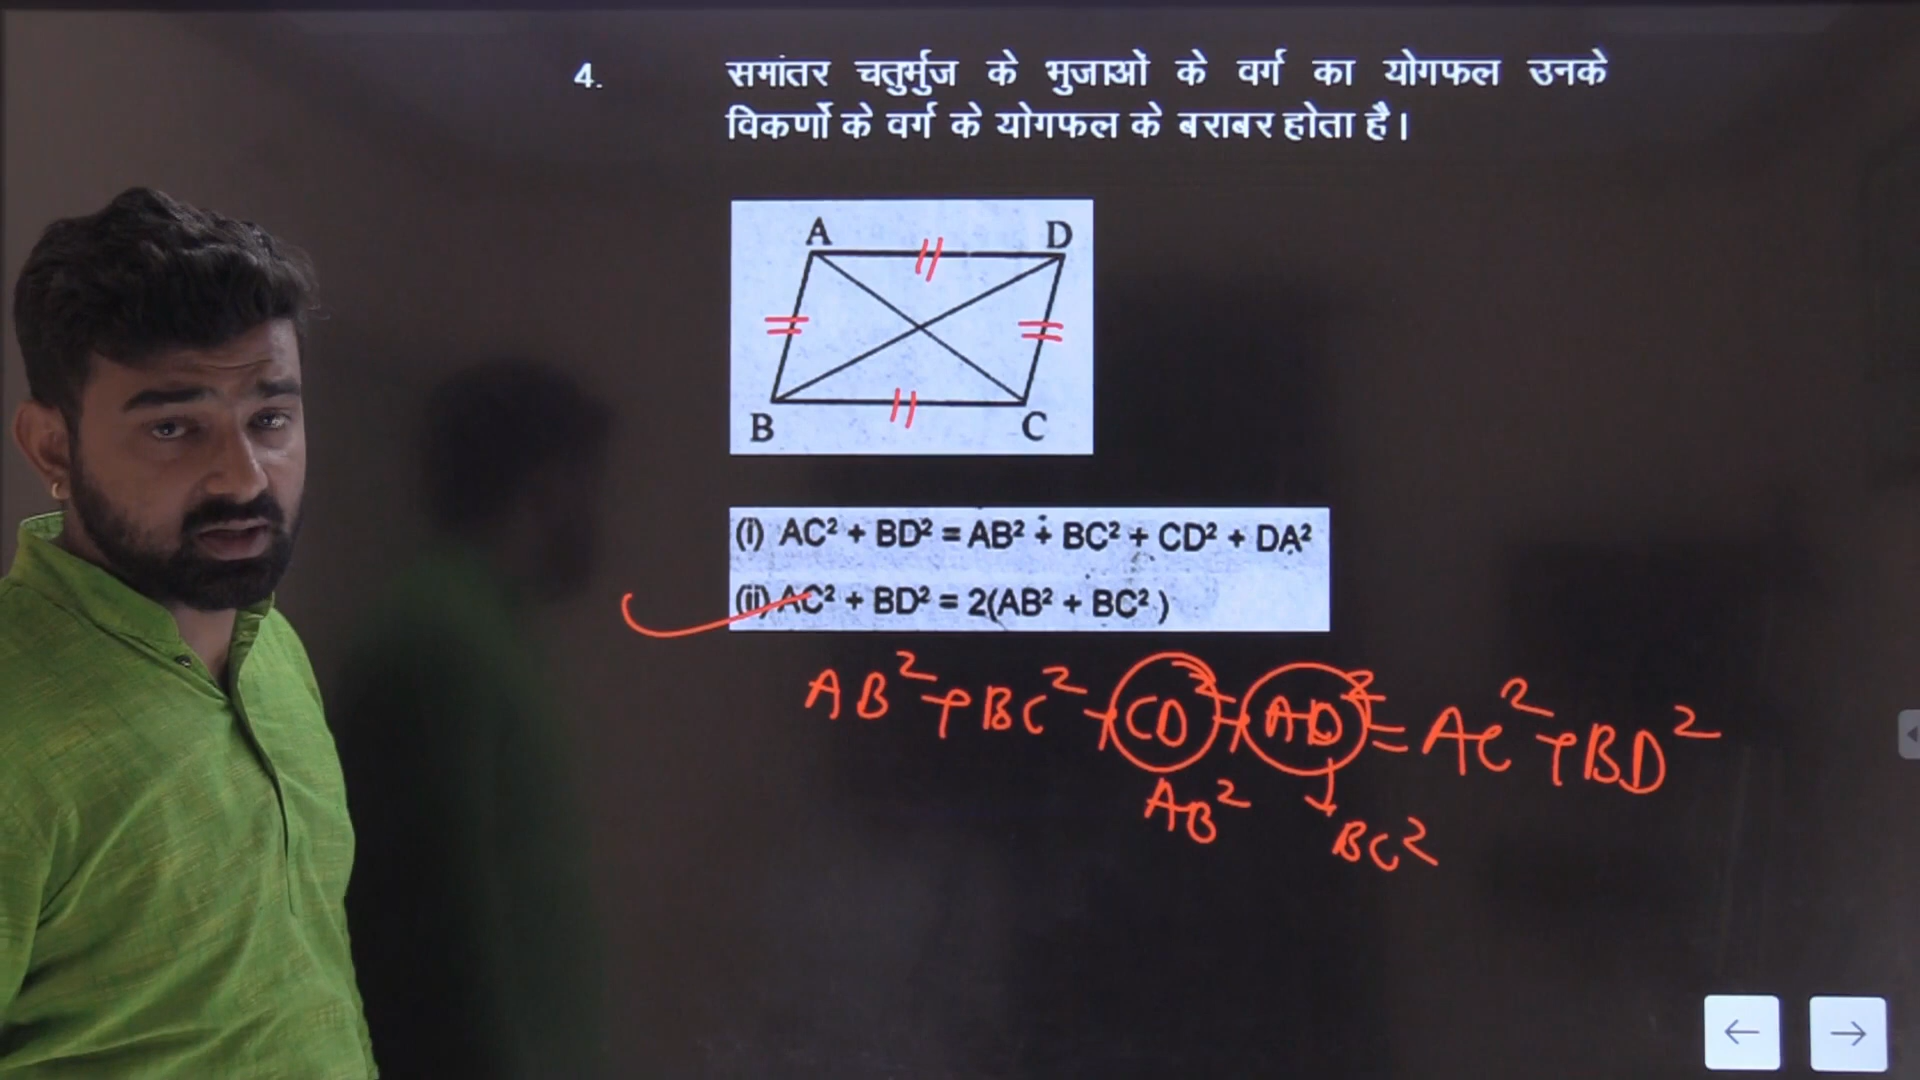 4. समांतर चतुर्भुज के भुजाओं के वर्ग का योगफल उनके
विकर्णों के वर्ग के योगफल के बराबर होता है।
A D
B C
(i) AC² + BD² = AB² + BC² + CD² + DA²
(ii) AC² + BD² = 2(AB² + BC²)
AB² + BC² + CD² + AD² = AC² + BD²
AB²
BC²